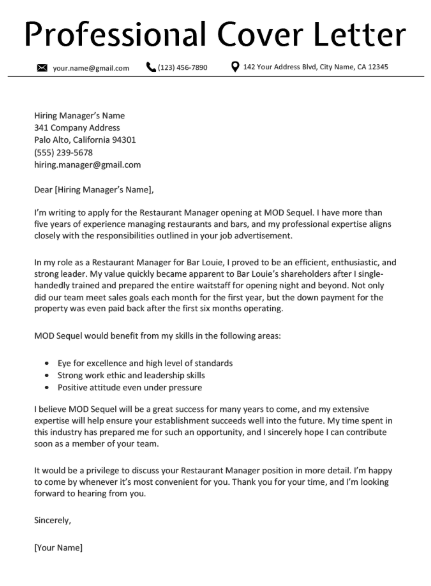 Professional Cover Letter
your.name@gmail.com (123) 456-7890 142 Your Address Blvd, City Name, CA 12345
Hiring Manager's Name
341 Company Address
Palo Alto, California 94301
(555) 239-5678
hiring.manager@gmail.com
Dear [Hiring Manager's Name],
I'm writing to apply for the Restaurant Manager opening at MOD Sequel. I have more than
five years of experience managing restaurants and bars, and my professional expertise aligns
closely with the responsibilities outlined in your job advertisement.
In my role as a Restaurant Manager for Bar Louie, I proved to be an efficient, enthusiastic, and
strong leader. My value quickly became apparent to Bar Louie's shareholders after I single-
handedly trained and prepared the entire waitstaff for opening night and beyond. Not only
did our team meet sales goals each month for the first year, but the down payment for the
property was even paid back after the first six months operating.
MOD Sequel would benefit from my skills in the following areas:
• Eye for excellence and high level of standards
• Strong work ethic and leadership skills
• Positive attitude even under pressure
I believe MOD Sequel will be a great success for many years to come, and my extensive
expertise will help ensure your establishment succeeds well into the future. My time spent in
this industry has prepared me for such an opportunity, and I sincerely hope I can contribute
soon as a member of your team.
It would be a privilege to discuss your Restaurant Manager position in more detail. I'm happy
to come by whenever it's most convenient for you. Thank you for your time, and I'm looking
forward to hearing from you.
Sincerely,
[Your Name]